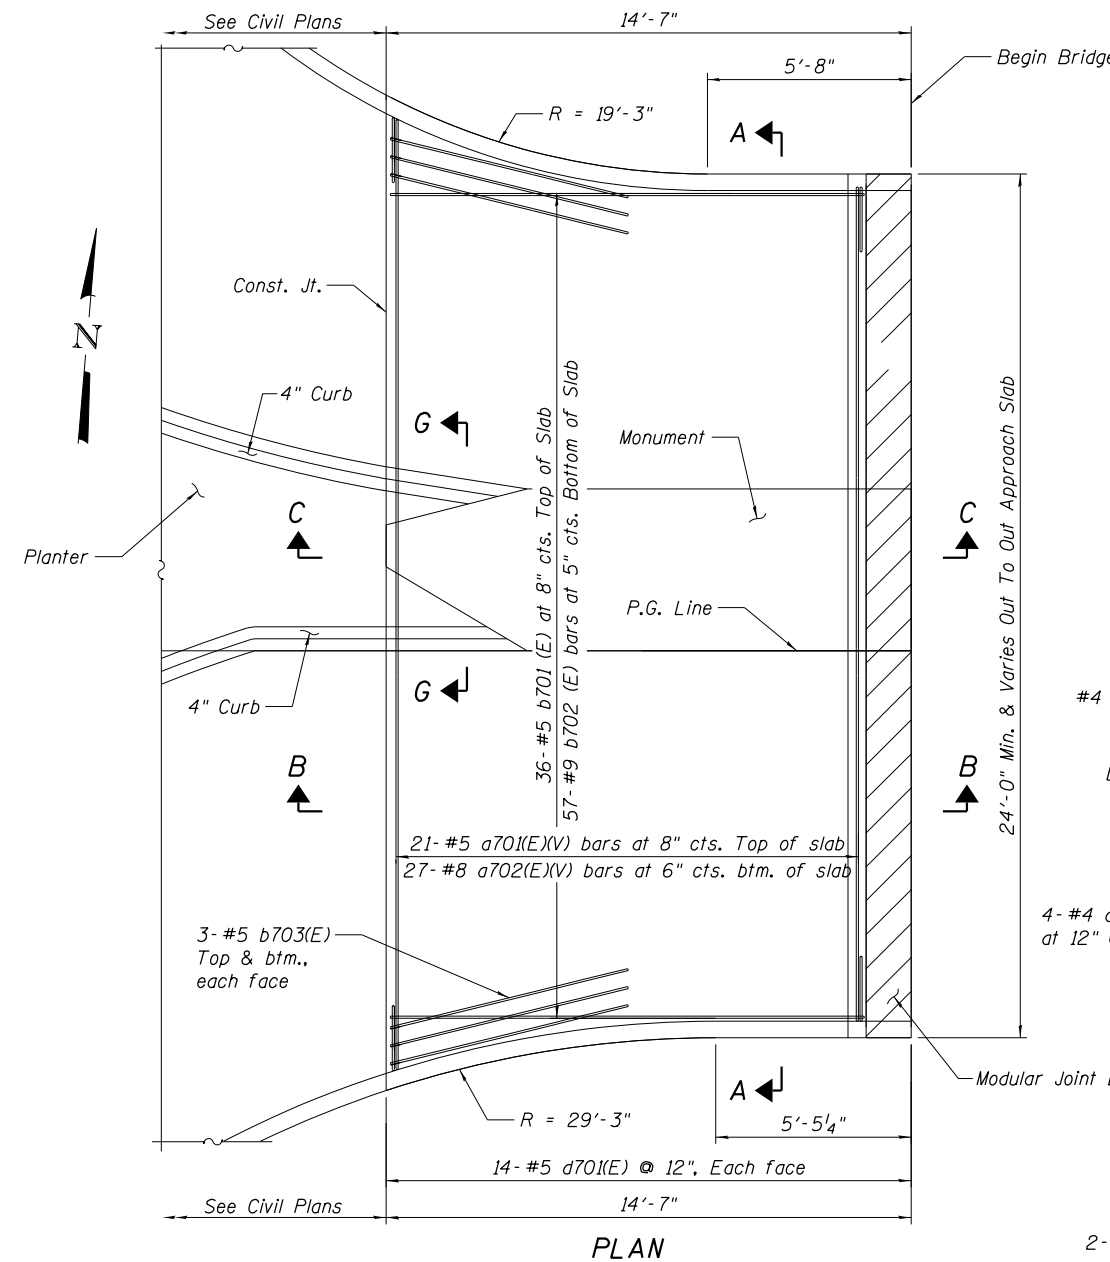 See Civil Plans
14'-7"
5'-8"
Begin Bridge
R = 19'-3"
A
N
Const. Jt.
4" Curb
G
Monument
36-#5 b701 (E) at 8" cts. Top of Slab
57-#9 b702 (E) bars at 5" cts. Bottom of Slab
24'-0" Min. & Varies Out To Out Approach Slab
C
C
Planter
P.G. Line
G
4" Curb
#4
B
B
21-#5 a701(E)(V) bars at 8" cts. Top of slab
27-#8 a702(E)(V) bars at 6" cts. btm. of slab
3-#5 b703(E)
Top & btm.,
each face
4-#4
at 12"
Modular Joint
A
R = 29'-3"
5'-5¼"
14-#5 d701(E) @ 12", Each face
See Civil Plans
14'-7"
PLAN
2-